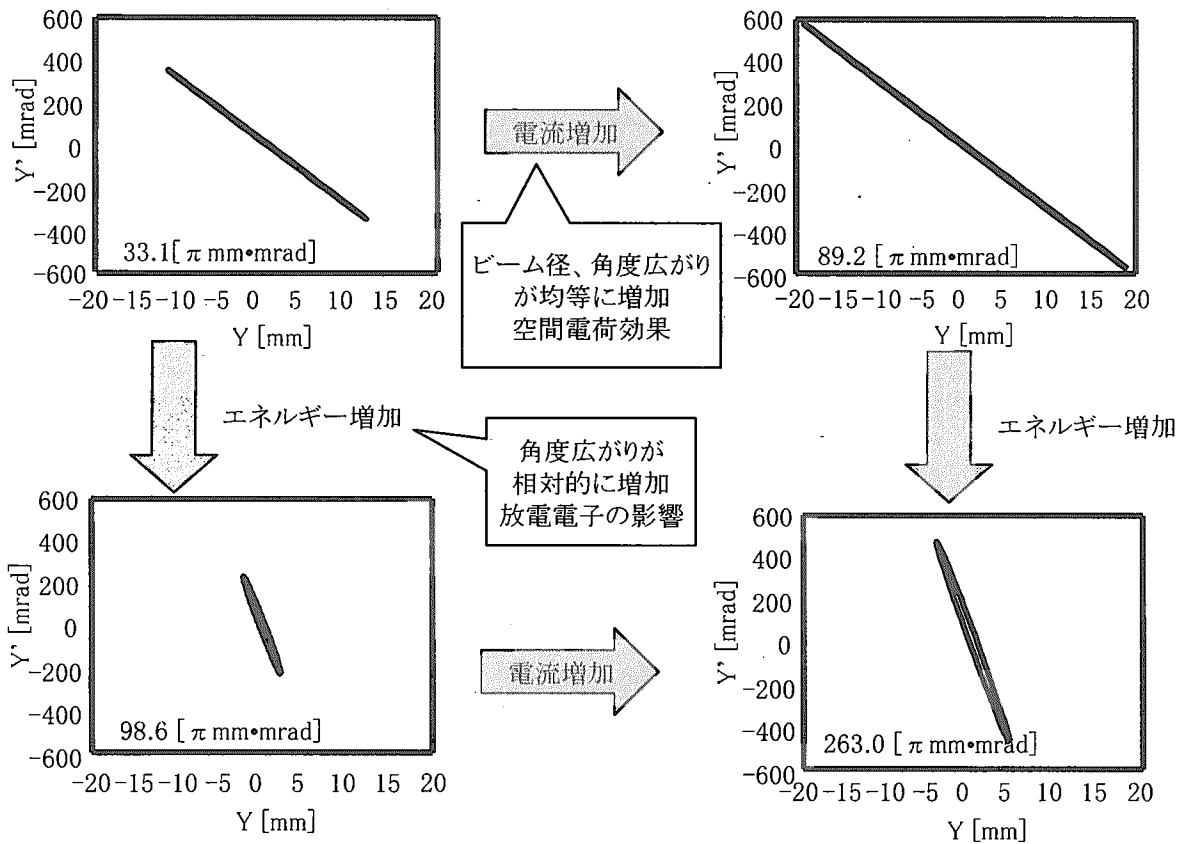 600
400
200
0
-200
-400
-600
Y' [mrad]
33.1[π mm•mrad]
-20 -15 -10 -5 0 5 10 15 20
Y [mm]
電流増加
ビーム径、角度広がり
が均等に増加
空間電荷効果
600
400
200
0
-200
-400
-600
Y' [mrad]
89.2 [π mm•mrad]
-20 -15 -10 -5 0 5 10 15 20
Y [mm]
エネルギー増加
角度広がりが
相対的に増加
放電電子の影響
エネルギー増加
600
400
200
0
-200
-400
-600
Y' [mrad]
98.6 [π mm•mrad]
-20 -15 -10 -5 0 5 10 15 20
Y [mm]
電流増加
600
400
200
0
-200
-400
-600
Y' [mrad]
263.0 [π mm•mrad]
-20 -15 -10 -5 0 5 10 15 20
Y [mm]